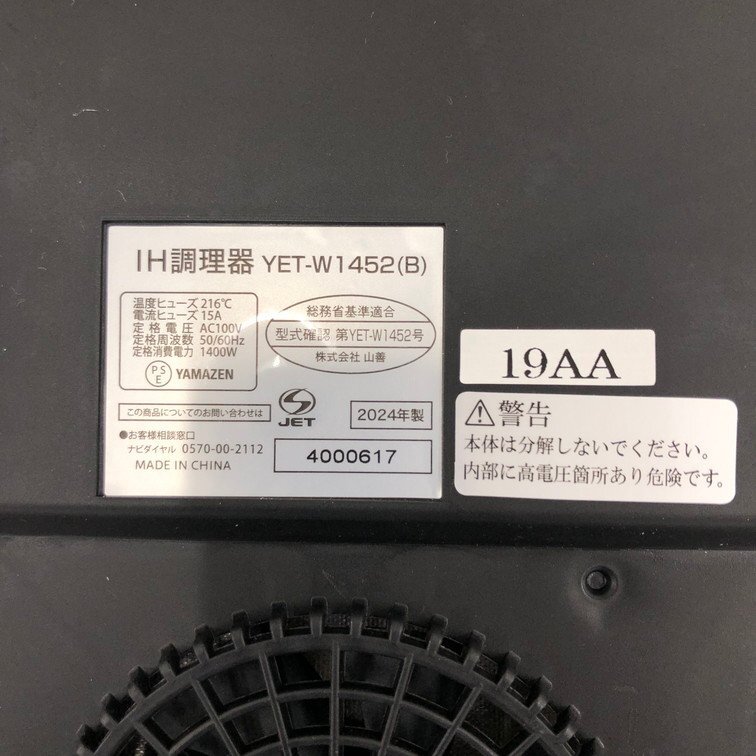 IH調理器 YET-W1452(B)
温度ヒューズ 216℃
電流ヒューズ 15A
定格電圧 AC100V
定格周波数 50/60Hz
定格消費電力 1400W
PSE YAMAZEN
総務省基準適合
型式確認 第YET-W1452号
株式会社 山善
この商品についてのお問い合わせは
JET
2024年製
●お客様相談窓口
ナビダイヤル 0570-00-2112
MADE IN CHINA
4000617
19AA
警告
本体は分解しないでください。
内部に高電圧箇所あり危険です。